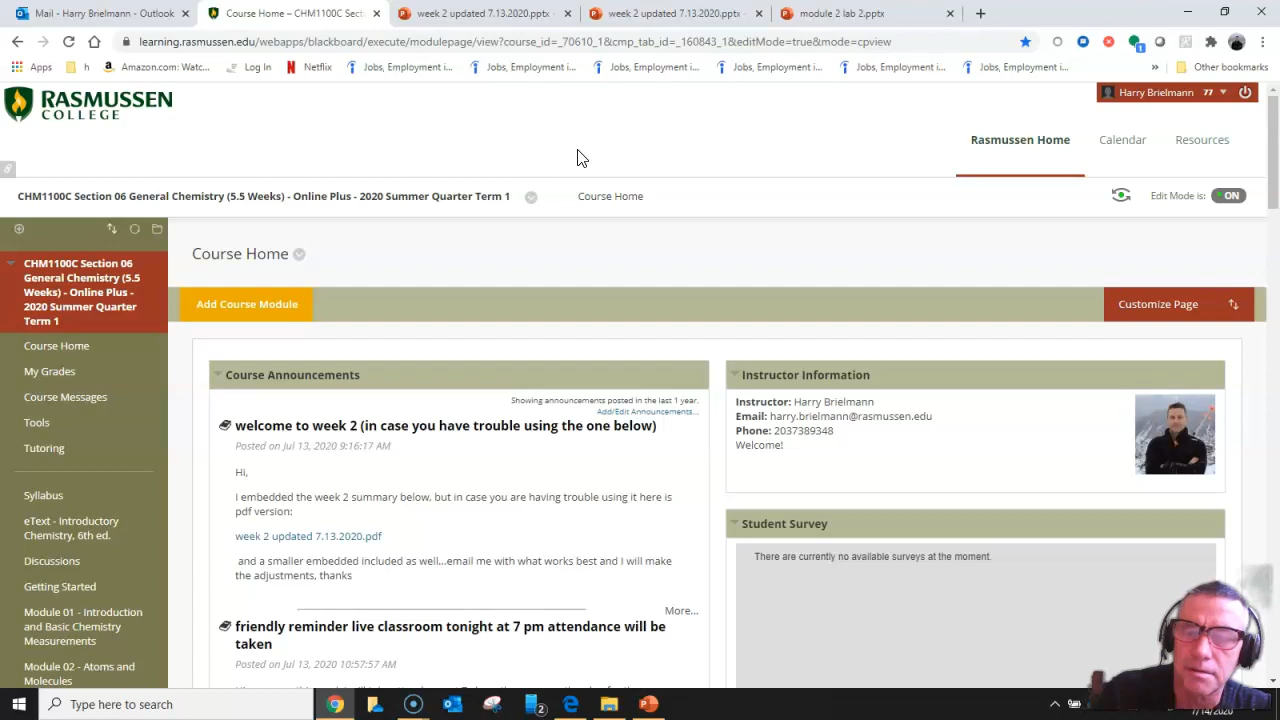 Mail - Harry Brielmann - Outlook
Course Home – CHM1100C Sect
week 2 updated 7.13.2020.pptx
week 2 updated 7.13.2020.pptx
module 2 lab 2.pptx
learning.rasmussen.edu/webapps/blackboard/execute/modulepage/view?course_id=_70610_1&cmp_tab_id=_160843_1&editMode=true&mode=cpview
Apps
h
Amazon.com: Watc...
Log In
Netflix
Jobs, Employment i...
Jobs, Employment i...
Jobs, Employment i...
Jobs, Employment i...
Jobs, Employment i...
Jobs, Employment i...
»
Other bookmarks
RASMUSSEN
COLLEGE
Harry Brielmann 77
Rasmussen Home
Calendar
Resources
CHM1100C Section 06 General Chemistry (5.5 Weeks) - Online Plus - 2020 Summer Quarter Term 1
Course Home
Edit Mode is: ON
CHM1100C Section 06
General Chemistry (5.5
Weeks) - Online Plus -
2020 Summer Quarter
Term 1
Course Home
My Grades
Course Messages
Tools
Tutoring
Syllabus
eText - Introductory
Chemistry, 6th ed.
Discussions
Getting Started
Module 01 - Introduction
and Basic Chemistry
Measurements
Module 02 - Atoms and
Molecules
Course Home
Add Course Module
Customize Page
Course Announcements
Showing announcements posted in the last 1 year.
Add/Edit Announcements...
welcome to week 2 (in case you have trouble using the one below)
Posted on Jul 13, 2020 9:16:17 AM
Hi,
I embedded the week 2 summary below, but in case you are having trouble using it here is
pdf version:
week 2 updated 7.13.2020.pdf
and a smaller embedded included as well...email me with what works best and I will make
the adjustments, thanks
More...
friendly reminder live classroom tonight at 7 pm attendance will be
taken
Posted on Jul 13, 2020 10:57:57 AM
Instructor Information
Instructor: Harry Brielmann
Email: harry.brielmann@rasmussen.edu
Phone: 2037389348
Welcome!
Student Survey
There are currently no available surveys at the moment.
Type here to search
2
7/14/2020